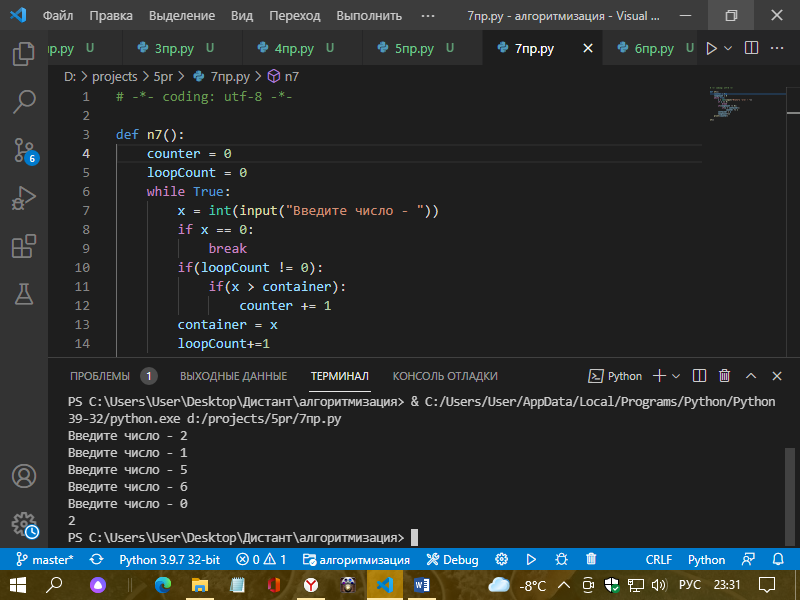 Файл Правка Выделение Вид Переход Выполнить ··· 7пр.py - алгоритмизация - Visual ...
пр.py U 3пр.py U 4пр.py U 5пр.py U 7пр.py 6пр.py U ···
D: > projects > 5pr > 7пр.py > n7
1 # -*- coding: utf-8 -*-
2
3 def n7():
4 counter = 0
5 loopCount = 0
6 while True:
7 x = int(input("Введите число - "))
8 if x == 0:
9 break
10 if(loopCount != 0):
11 if(x > container):
12 counter += 1
13 container = x
14 loopCount+=1
6
ПРОБЛЕМЫ 1 ВЫХОДНЫЕ ДАННЫЕ ТЕРМИНАЛ КОНСОЛЬ ОТЛАДКИ Python
PS C:\Users\User\Desktop\Дистант\алгоритмизация> & C:/Users/User/AppData/Local/Programs/Python/Python
39-32/python.exe d:/projects/5pr/7пр.py
Введите число - 2
Введите число - 1
Введите число - 5
Введите число - 6
Введите число - 0
2
PS C:\Users\User\Desktop\Дистант\алгоритмизация>
master* Python 3.9.7 32-bit 0 1 алгоритмизация Debug CRLF Python
-8°C РУС 23:31